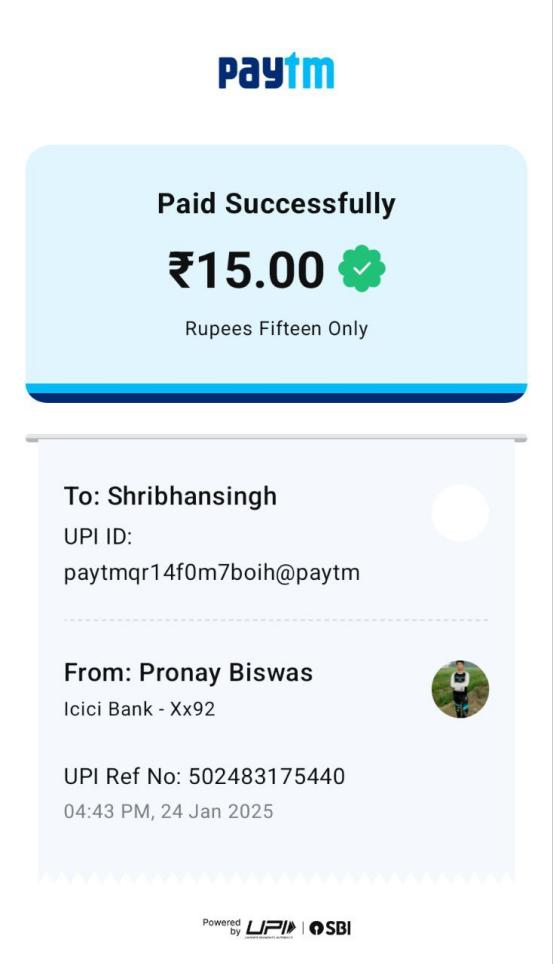 paytm
Paid Successfully
₹15.00
Rupees Fifteen Only
To: Shribhansingh
UPI ID:
paytmqr14f0m7boih@paytm
From: Pronay Biswas
Icici Bank - Xx92
UPI Ref No: 502483175440
04:43 PM, 24 Jan 2025
Powered by UPI | SBI